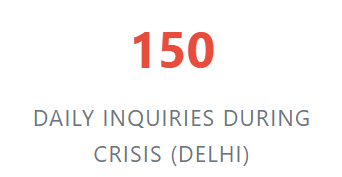 150
DAILY INQUIRIES DURING
CRISIS (DELHI)